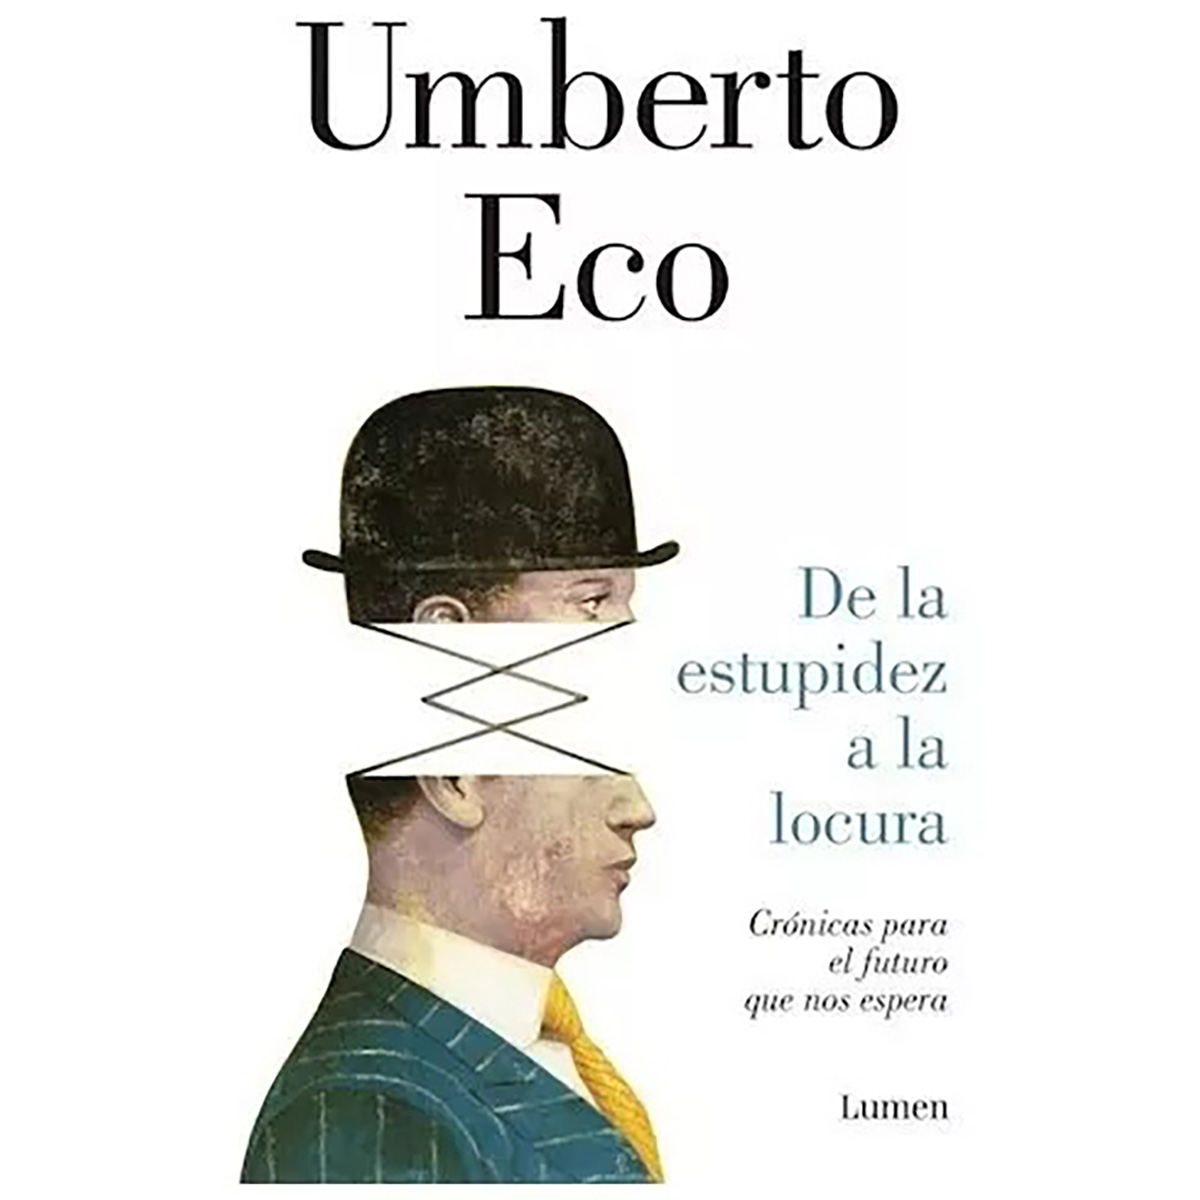 Umberto
Eco
De la
estupidez
a la
locura
Crónicas para
el futuro
que nos espera
Lumen